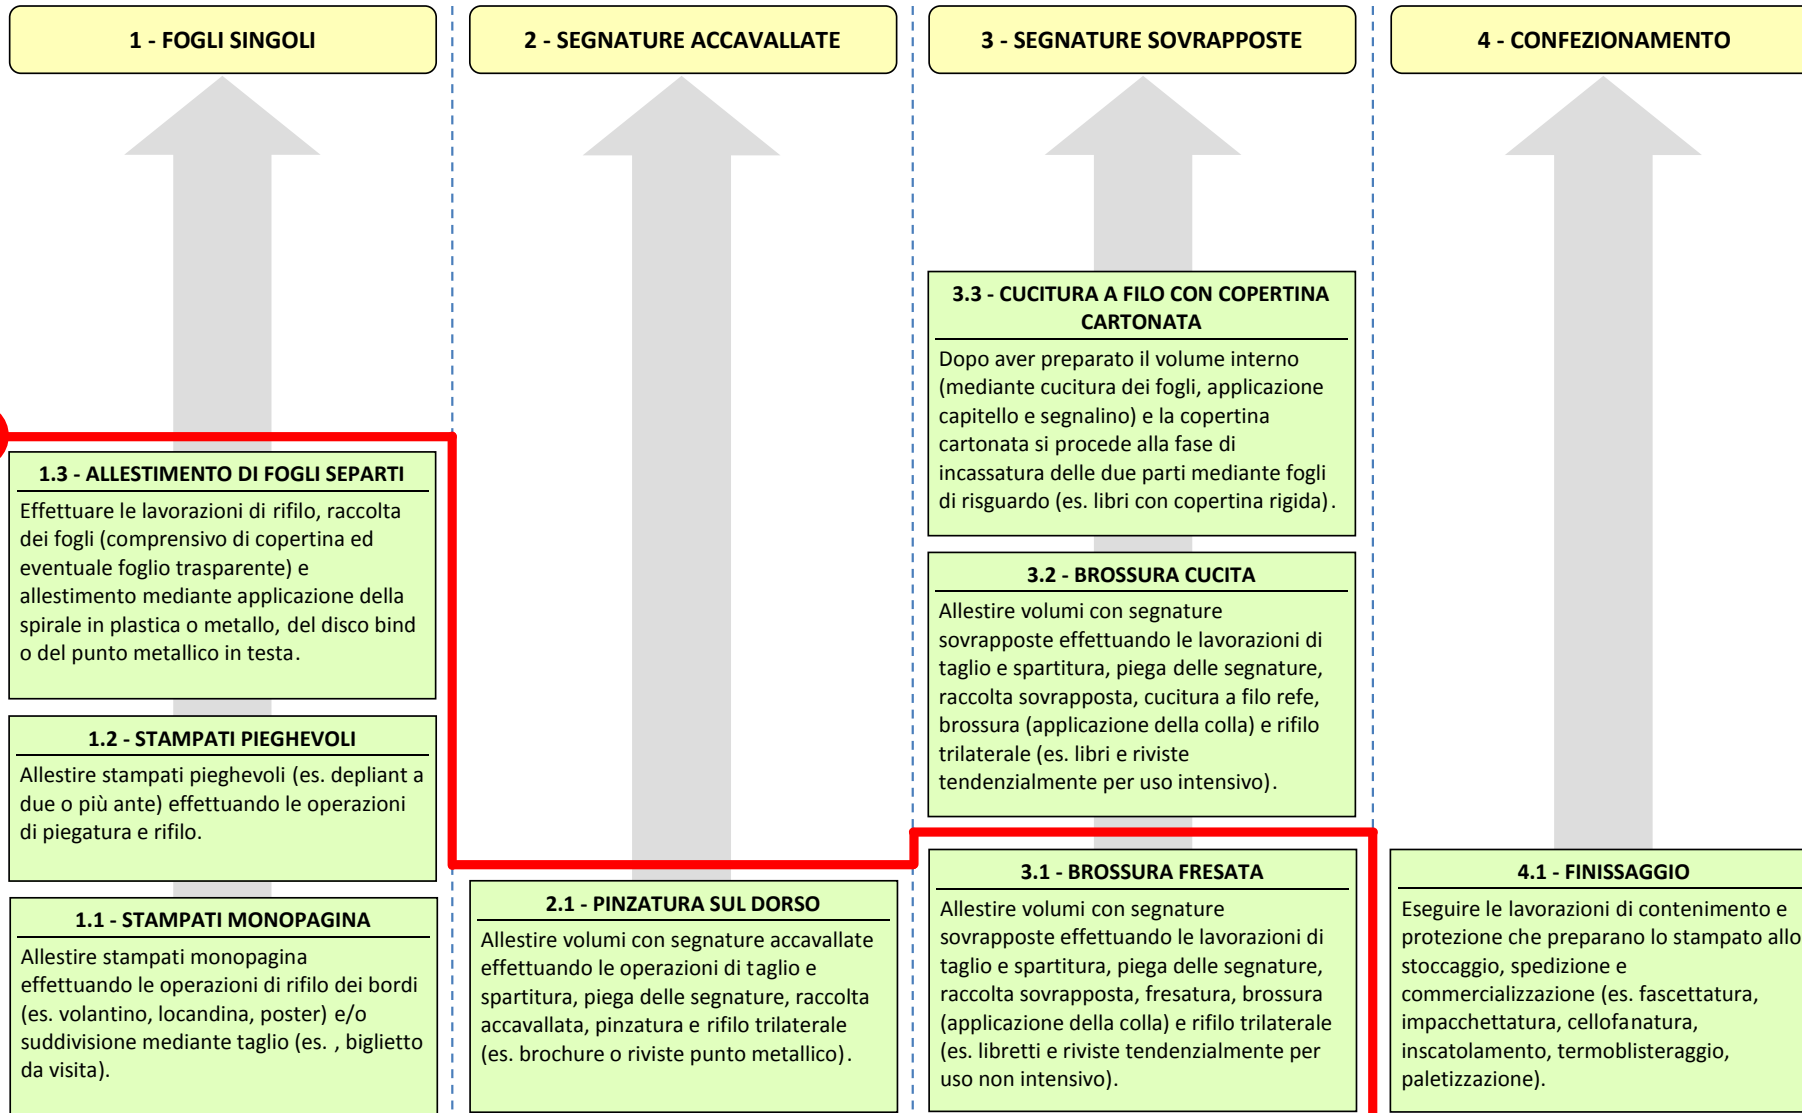 1 - FOGLI SINGOLI
2 - SEGNATURE ACCAVALLATE
3 - SEGNATURE SOVRAPPOSTE
4 - CONFEZIONAMENTO
1.3 - ALLESTIMENTO DI FOGLI SEPARTI
Effettuare le lavorazioni di rifilo, raccolta
dei fogli (comprensivo di copertina ed
eventuale foglio trasparente) e
allestimento mediante applicazione della
spirale in plastica o metallo, del disco bind
o del punto metallico in testa.
1.2 - STAMPATI PIEGHEVOLI
Allestire stampati pieghevoli (es. depliant a
due o più ante) effettuando le operazioni
di piegatura e rifilo.
1.1 - STAMPATI MONOPAGINA
Allestire stampati monopagina
effettuando le operazioni di rifilo dei bordi
(es. volantino, locandina, poster) e/o
suddivisione mediante taglio (es. , biglietto
da visita).
2.1 - PINZATURA SUL DORSO
Allestire volumi con segnature accavallate
effettuando le operazioni di taglio e
spartitura, piega delle segnature, raccolta
accavallata, pinzatura e rifilo trilaterale
(es. brochure o riviste punto metallico).
3.3 - CUCITURA A FILO CON COPERTINA
CARTONATA
Dopo aver preparato il volume interno
(mediante cucitura dei fogli, applicazione
capitello e segnalino) e la copertina
cartonata si procede alla fase di
incassatura delle due parti mediante fogli
di risguardo (es. libri con copertina rigida).
3.2 - BROSSURA CUCITA
Allestire volumi con segnature
sovrapposte effettuando le lavorazioni di
taglio e spartitura, piega delle segnature,
raccolta sovrapposta, cucitura a filo refe,
brossura (applicazione della colla) e rifilo
trilaterale (es. libri e riviste
tendenzialmente per uso intensivo).
3.1 - BROSSURA FRESATA
Allestire volumi con segnature
sovrapposte effettuando le lavorazioni di
taglio e spartitura, piega delle segnature,
raccolta sovrapposta, fresatura, brossura
(applicazione della colla) e rifilo trilaterale
(es. libretti e riviste tendenzialmente per
uso non intensivo).
4.1 - FINISSAGGIO
Eseguire le lavorazioni di contenimento e
protezione che preparano lo stampato allo
stoccaggio, spedizione e
commercializzazione (es. fascettatura,
impacchettatura, cellofanatura,
inscatolamento, termoblisteraggio,
paletizzazione).